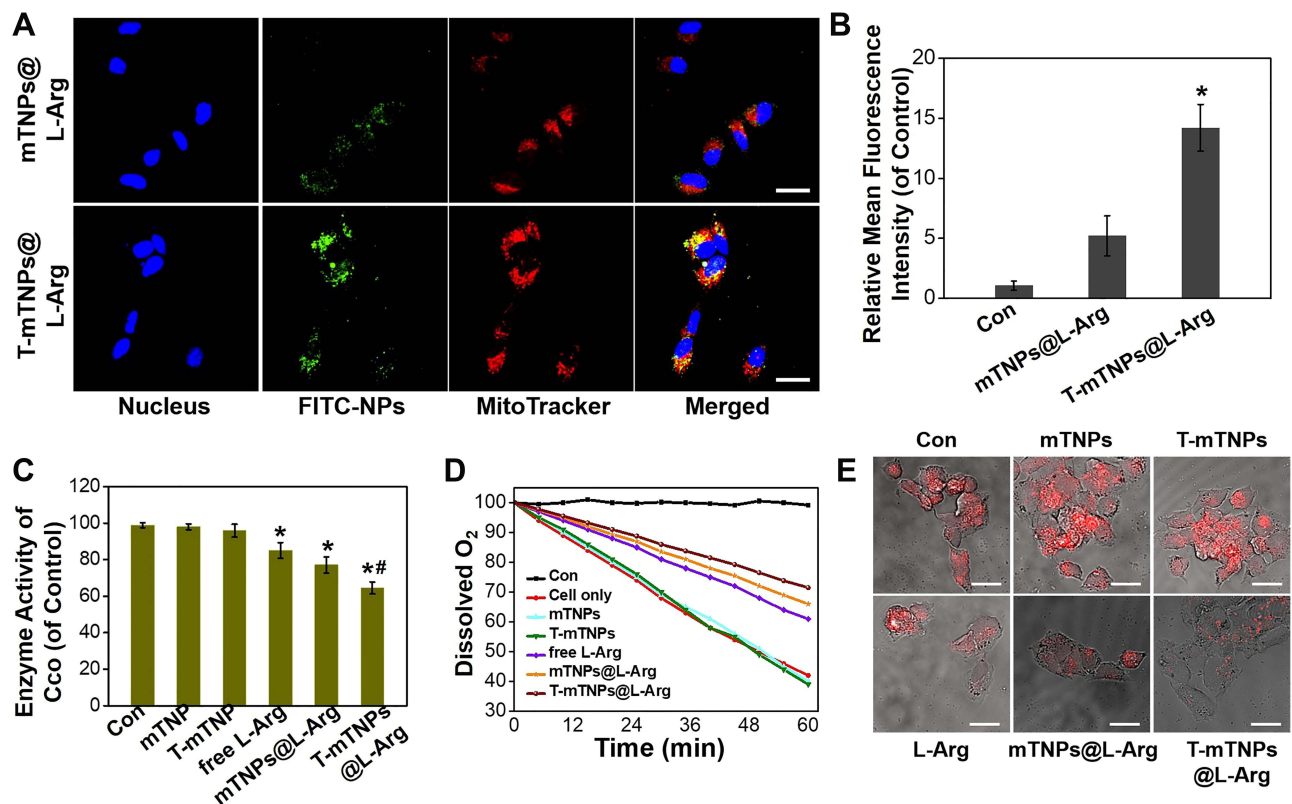 A
mTNPs@
L-Arg
T-mTNPs@
L-Arg
Nucleus
FITC-NPs
MitoTracker
Merged
B
Relative Mean Fluorescence
Intensity (of Control)
20
15
10
5
0
*
Con
mTNPs@L-Arg
T-mTNPs@L-Arg
C
Enzyme Activity of
Cco (of Control)
120
100
80
60
40
20
0
*
*
*#
Con
mTNP
T-mTNP
free L-Arg
mTNPs@L-Arg
T-mTNPs
@L-Arg
D
Dissolved O2
100
90
80
70
60
50
40
30
Con
Cell only
mTNPs
T-mTNPs
free L-Arg
mTNPs@L-Arg
T-mTNPs@L-Arg
0 12 24 36 48 60
Time (min)
E
Con
mTNPs
T-mTNPs
L-Arg
mTNPs@L-Arg
T-mTNPs
@L-Arg